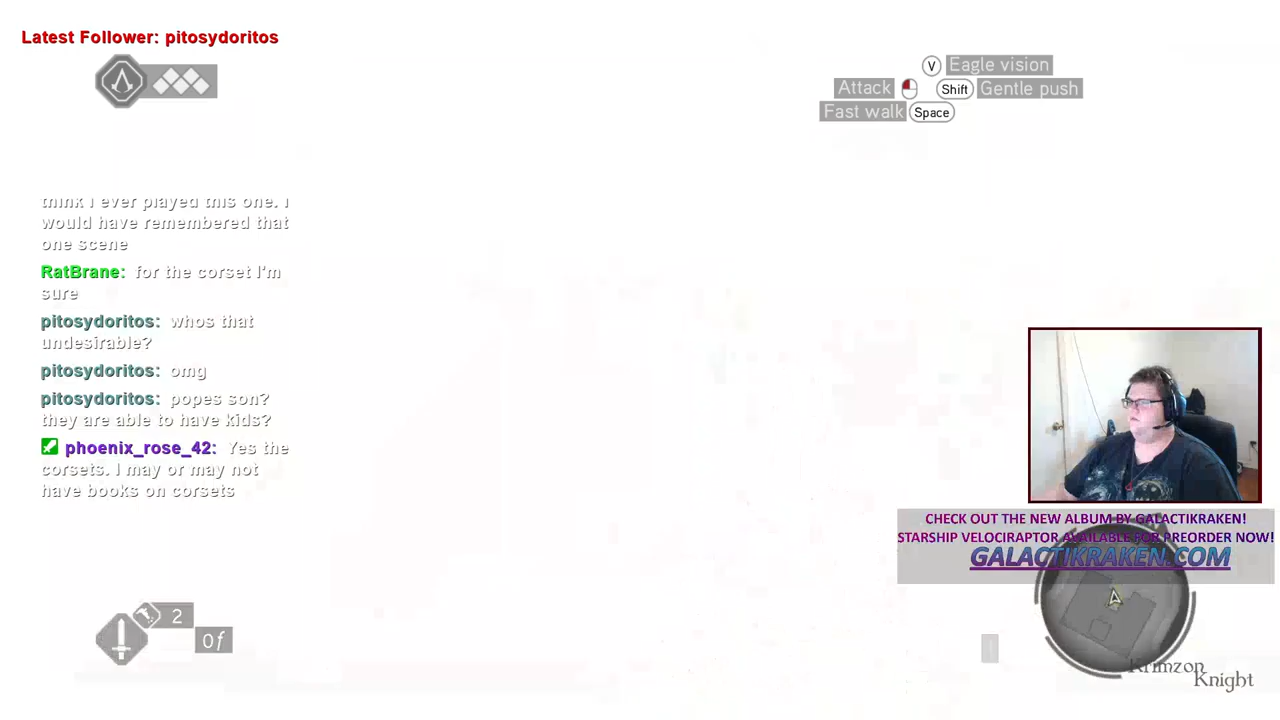 Latest Follower: pitosydoritos
V Eagle vision
Attack Shift Gentle push
Fast walk Space
think I ever played this one. I
would have remembered that
one scene
RatBrane: for the corset I'm
sure
pitosydoritos: whos that
undesirable?
pitosydoritos: omg
pitosydoritos: popes son?
they are able to have kids?
phoenix_rose_42: Yes the
corsets. I may or may not
have books on corsets
CHECK OUT THE NEW ALBUM BY GALACTIKRAKEN!
STARSHIP VELOCIRAPTOR AVAILABLE FOR PREORDER NOW!
GALACTIKRAKEN.COM
2
0f
Krimzon
Knight